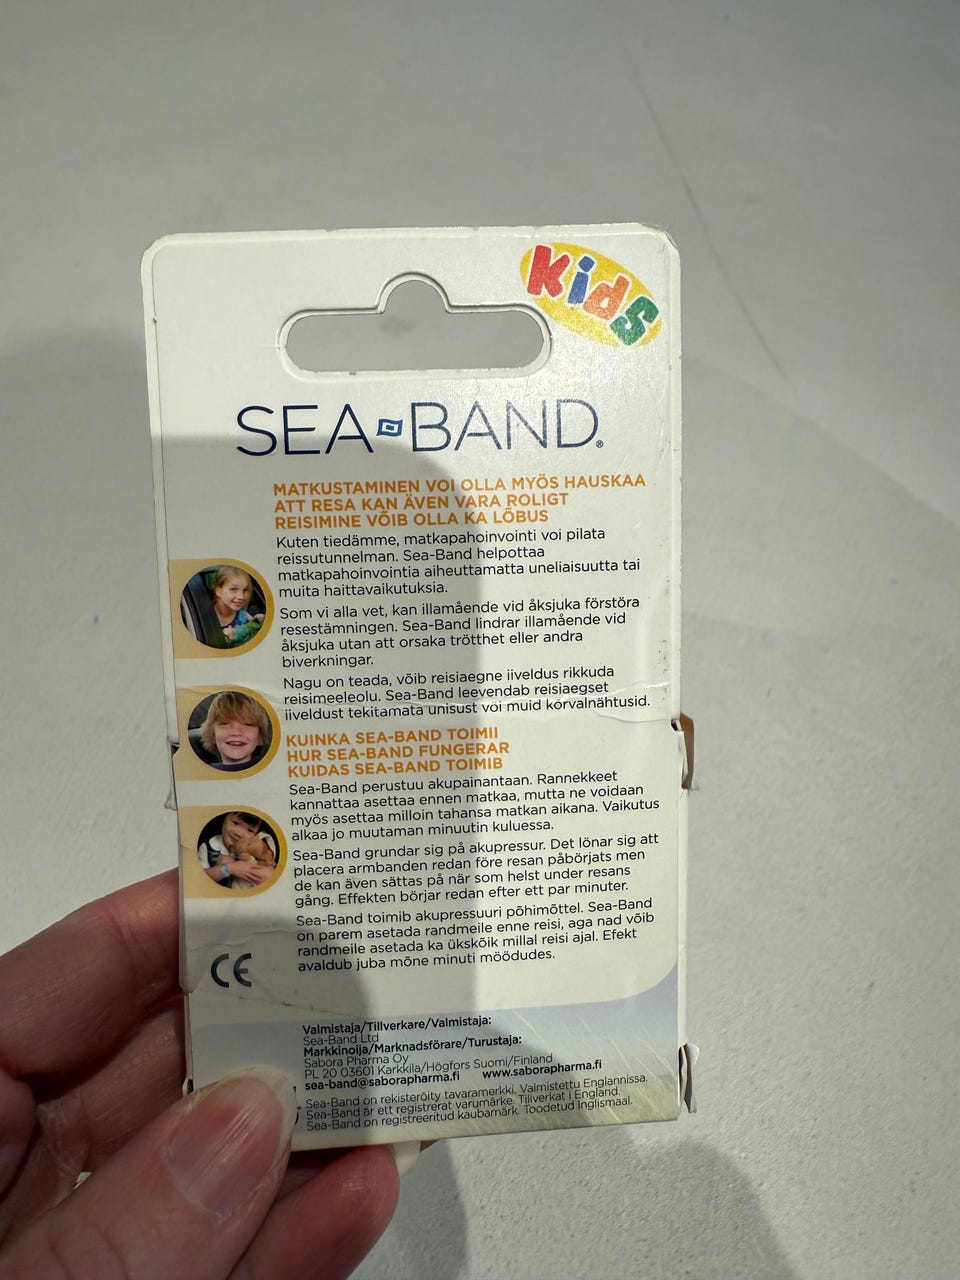 Kids
SEA-BAND®
MATKUSTAMINEN VOI OLLA MYÖS HAUSKAA
ATT RESA KAN ÄVEN VARA ROLIGT
REISIMINE VÕIB OLLA KA LÕBUS
Kuten tiedämme, matkapahoinvointi voi pilata
reissutunnelman. Sea-Band helpottaa
matkapahoinvointia aiheuttamatta uneliaisuutta tai
muita haittavaikutuksia.
Som vi alla vet, kan illamående vid åksjuka förstöra
resestämningen. Sea-Band lindrar illamående vid
åksjuka utan att orsaka trötthet eller andra
biverkningar.
Nagu on teada, võib reisiaegne iiveldus rikkuda
reisimeeleolu. Sea-Band leevendab reisiaegset
iiveldust tekitamata unisust või muid kõrvalnähtusid.
KUINKA SEA-BAND TOIMII
HUR SEA-BAND FUNGERAR
KUIDAS SEA-BAND TOIMIB
Sea-Band perustuu akupainantaan. Rannekkeet
kannattaa asettaa ennen matkaa, mutta ne voidaan
myös asettaa milloin tahansa matkan aikana. Vaikutus
alkaa jo muutaman minuutin kuluessa.
Sea-Band grundar sig på akupressur. Det lönar sig att
placera armbanden redan före resan påbörjats men
de kan även sättas på när som helst under resans
gång. Effekten börjar redan efter ett par minuter.
Sea-Band toimib akupressuuri põhimõttel. Sea-Band
on parem asetada randmeile enne reisi, aga nad võib
randmeile asetada ka ükskõik millal reisi ajal. Efekt
avaldub juba mõne minuti möödudes.
CE
Valmistaja/Tillverkare/Valmistaja:
Sea-Band Ltd
Markkinoija/Marknadsförare/Turustaja:
Sabora Pharma Oy
PL 20 03601 Karkkila/Högfors Suomi/Finland
sea-band@saborapharma.fi www.saborapharma.fi
Sea-Band on rekisteröity tavaramerkki. Valmistettu Englannissa.
Sea-Band är ett registrerat varumärke. Tillverkat i England.
Sea-Band on registreeritud kaubamärk. Toodetud Inglismaal.